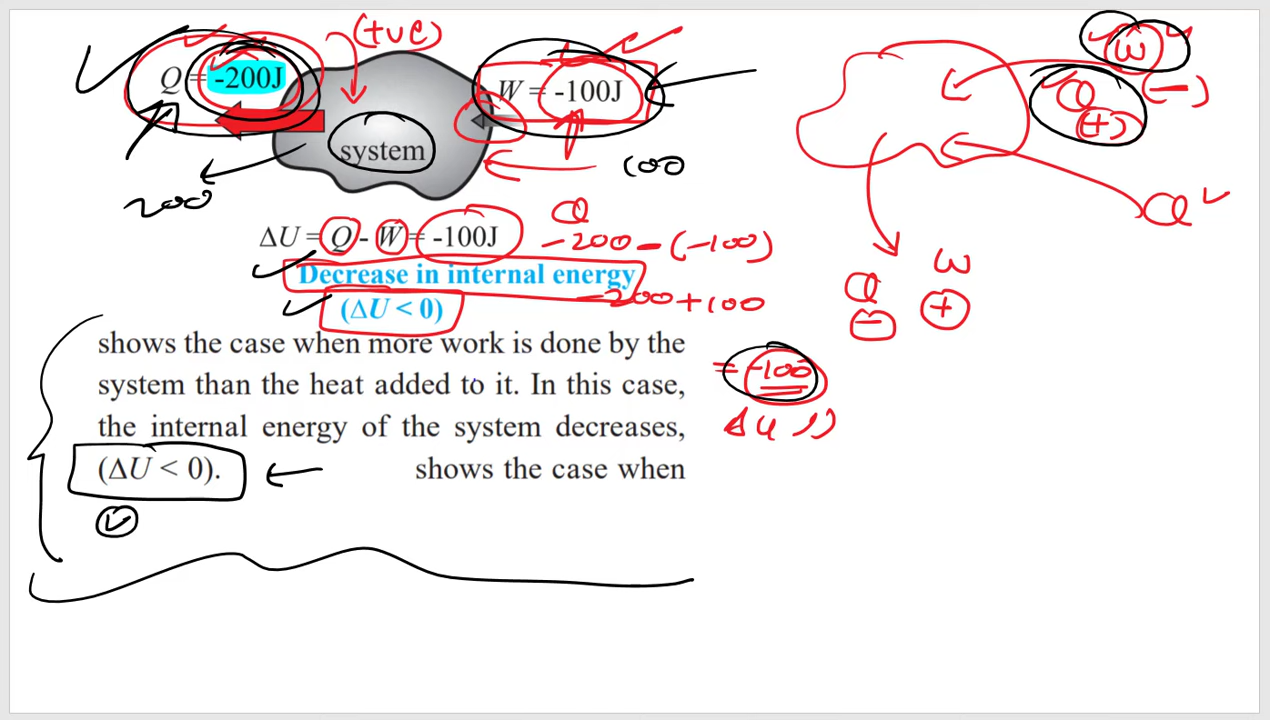 Q = -200J
(+ve)
W = -100J
W
(-)
Q
(+)
system
100
200
Q
ΔU = Q - W = -100J
Q
-200 - (-100)
Decrease in internal energy
-200 + 100
(ΔU < 0)
W
Q
-
+
shows the case when more work is done by the
system than the heat added to it. In this case,
= -100
the internal energy of the system decreases,
ΔU
(ΔU < 0). shows the case when